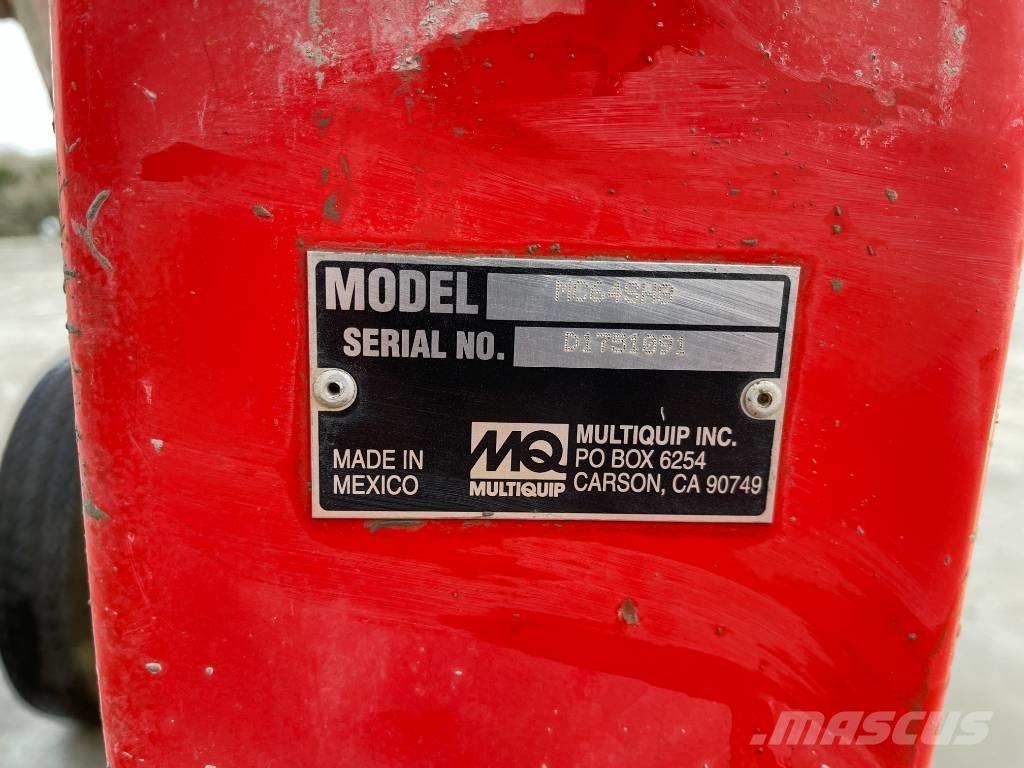 MODEL MC64SH8
SERIAL NO. D1751091
MADE IN
MEXICO
MQ
MULTIQUIP
MULTIQUIP INC.
PO BOX 6254
CARSON, CA 90749
MASCUS